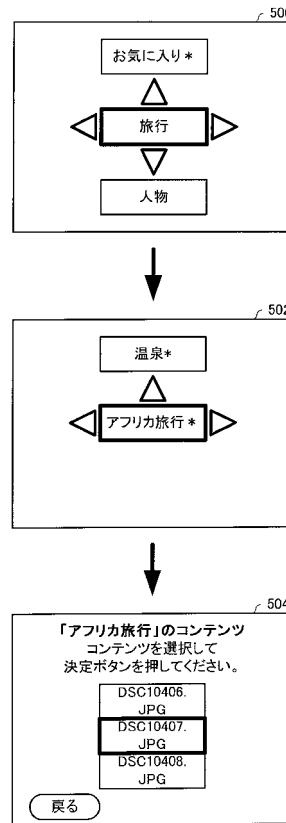 500
お気に入り*
旅行
人物
502
温泉*
アフリカ旅行*
504
「アフリカ旅行」のコンテンツ
コンテンツを選択して
決定ボタンを押してください。
DSC10406.
JPG
DSC10407.
JPG
DSC10408.
JPG
戻る